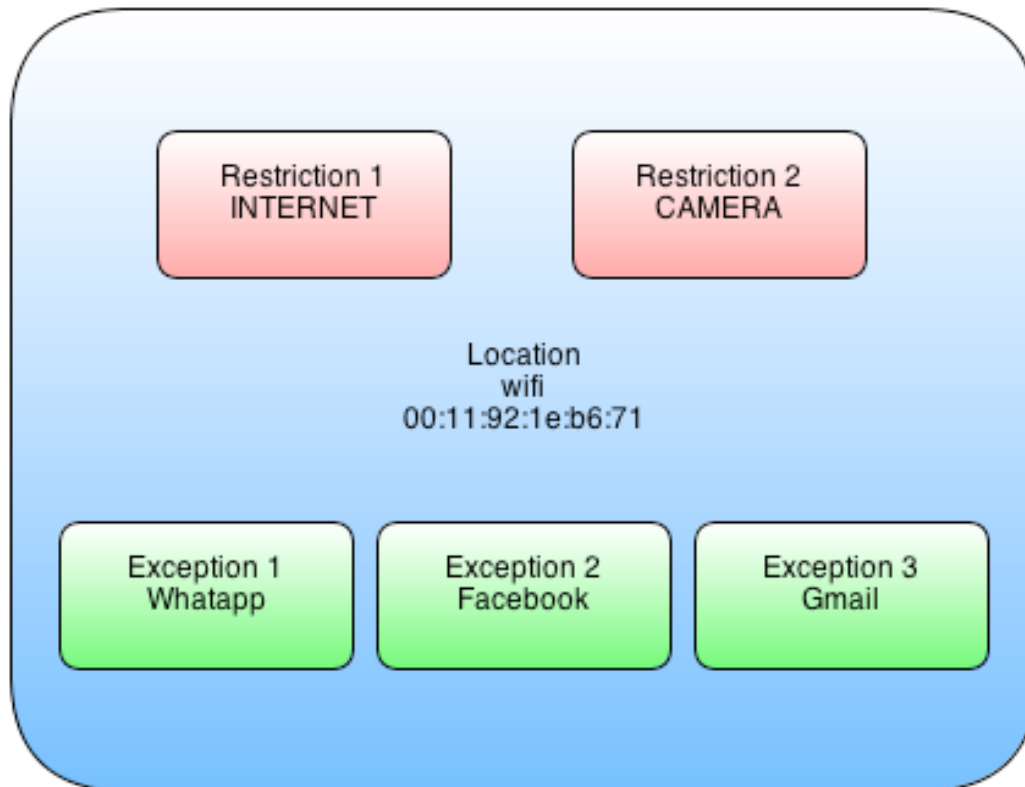 Restriction 1
INTERNET
Restriction 2
CAMERA
Location
wifi
00:11:92:1e:b6:71
Exception 1
Whatapp
Exception 2
Facebook
Exception 3
Gmail